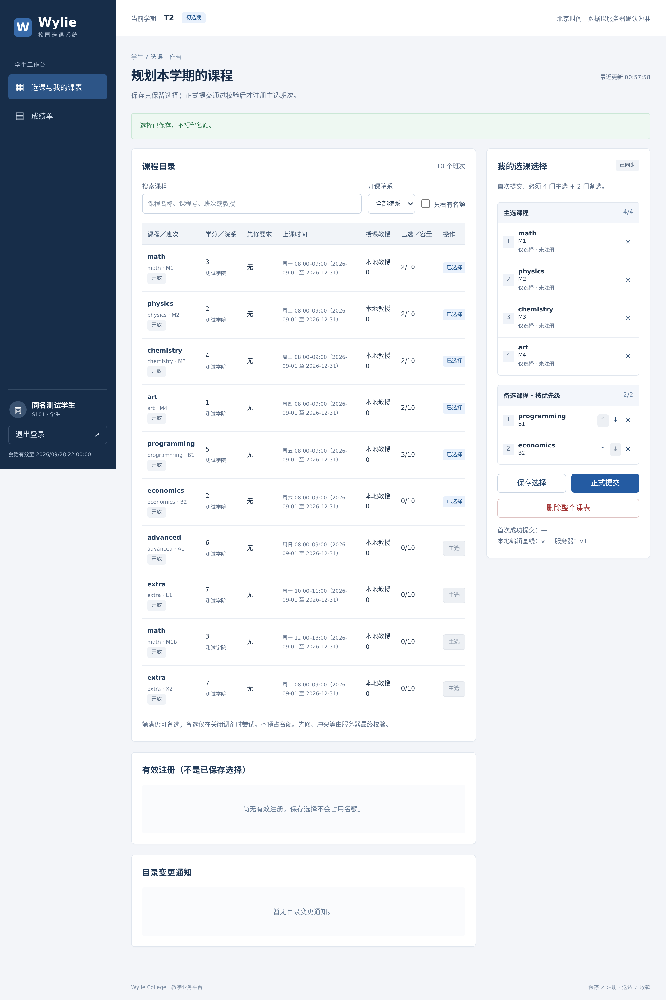 W
Wylie
校园选课系统
学生工作台
选课与我的课表
成绩单
同
同名测试学生
S101 · 学生
退出登录 ↗
会话有效至 2026/09/28 22:00:00
当前学期 T2 初选期
北京时间 · 数据以服务器确认为准
学生 / 选课工作台
规划本学期的课程
最近更新 00:57:58
保存只保留选择；正式提交通过校验后才注册主选班次。
选择已保存，不预留名额。
课程目录
10 个班次
搜索课程
开课院系
课程名称、课程号、班次或教授
全部院系
只看有名额
课程／班次 学分／院系 先修要求 上课时间 授课教授 已选／容量 操作
math
math · M1
开放
3
测试学院
无
周一 08:00–09:00（2026-
09-01 至 2026-12-31）
本地教授
0
2/10
已选择
physics
physics · M2
开放
2
测试学院
无
周二 08:00–09:00（2026-
09-01 至 2026-12-31）
本地教授
0
2/10
已选择
chemistry
chemistry · M3
开放
4
测试学院
无
周三 08:00–09:00（2026-
09-01 至 2026-12-31）
本地教授
0
2/10
已选择
art
art · M4
开放
1
测试学院
无
周四 08:00–09:00（2026-
09-01 至 2026-12-31）
本地教授
0
2/10
已选择
programming
programming · B1
开放
5
测试学院
无
周五 08:00–09:00（2026-
09-01 至 2026-12-31）
本地教授
0
3/10
已选择
economics
economics · B2
开放
2
测试学院
无
周六 08:00–09:00（2026-
09-01 至 2026-12-31）
本地教授
0
0/10
已选择
advanced
advanced · A1
开放
6
测试学院
无
周日 08:00–09:00（2026-
09-01 至 2026-12-31）
本地教授
0
0/10
主选
extra
extra · E1
开放
7
测试学院
无
周一 10:00–11:00（2026-
09-01 至 2026-12-31）
本地教授
0
0/10
主选
math
math · M1b
开放
3
测试学院
无
周一 12:00–13:00（2026-
09-01 至 2026-12-31）
本地教授
0
0/10
主选
extra
extra · X2
开放
7
测试学院
无
周二 08:00–09:00（2026-
09-01 至 2026-12-31）
本地教授
0
0/10
主选
额满仍可备选；备选仅在关闭调剂时尝试，不预占名额。先修、冲突等由服务器最终校验。
有效注册（不是已保存选择）
尚无有效注册。保存选择不会占用名额。
目录变更通知
暂无目录变更通知。
我的选课选择
已同步
首次提交：必须 4 门主选 + 2 门备选。
主选课程 4/4
1
math
M1
仅选择 · 未注册
×
2
physics
M2
仅选择 · 未注册
×
3
chemistry
M3
仅选择 · 未注册
×
4
art
M4
仅选择 · 未注册
×
备选课程 · 按优先级 2/2
1
programming
B1
↑ ↓ ×
2
economics
B2
↑ ↓ ×
保存选择
正式提交
删除整个课表
首次成功提交：—
本地编辑基线：v1 · 服务器：v1
Wylie College · 教学业务平台
保存 ≠ 注册 · 送达 ≠ 收款